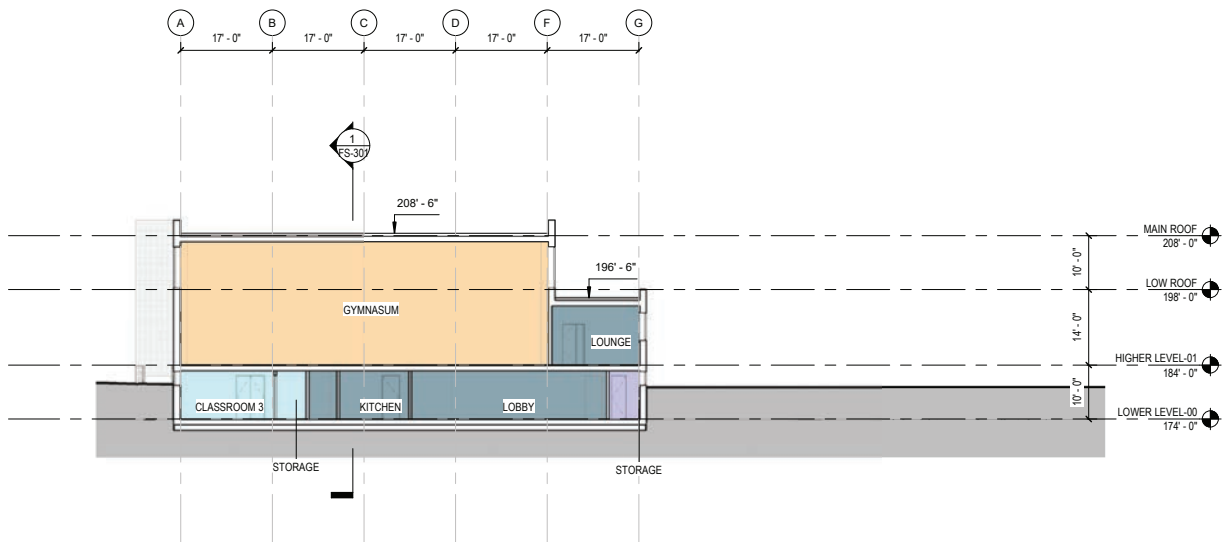 A B C D F G
17' - 0" 17' - 0" 17' - 0" 17' - 0" 17' - 0"
1
FS-301
208' - 6"
MAIN ROOF
208' - 0"
10' - 0"
196' - 6"
LOW ROOF
198' - 0"
GYMNASUM
14' - 0"
LOUNGE
HIGHER LEVEL-01
184' - 0"
10' - 0"
CLASSROOM 3 KITCHEN LOBBY
LOWER LEVEL-00
174' - 0"
STORAGE STORAGE